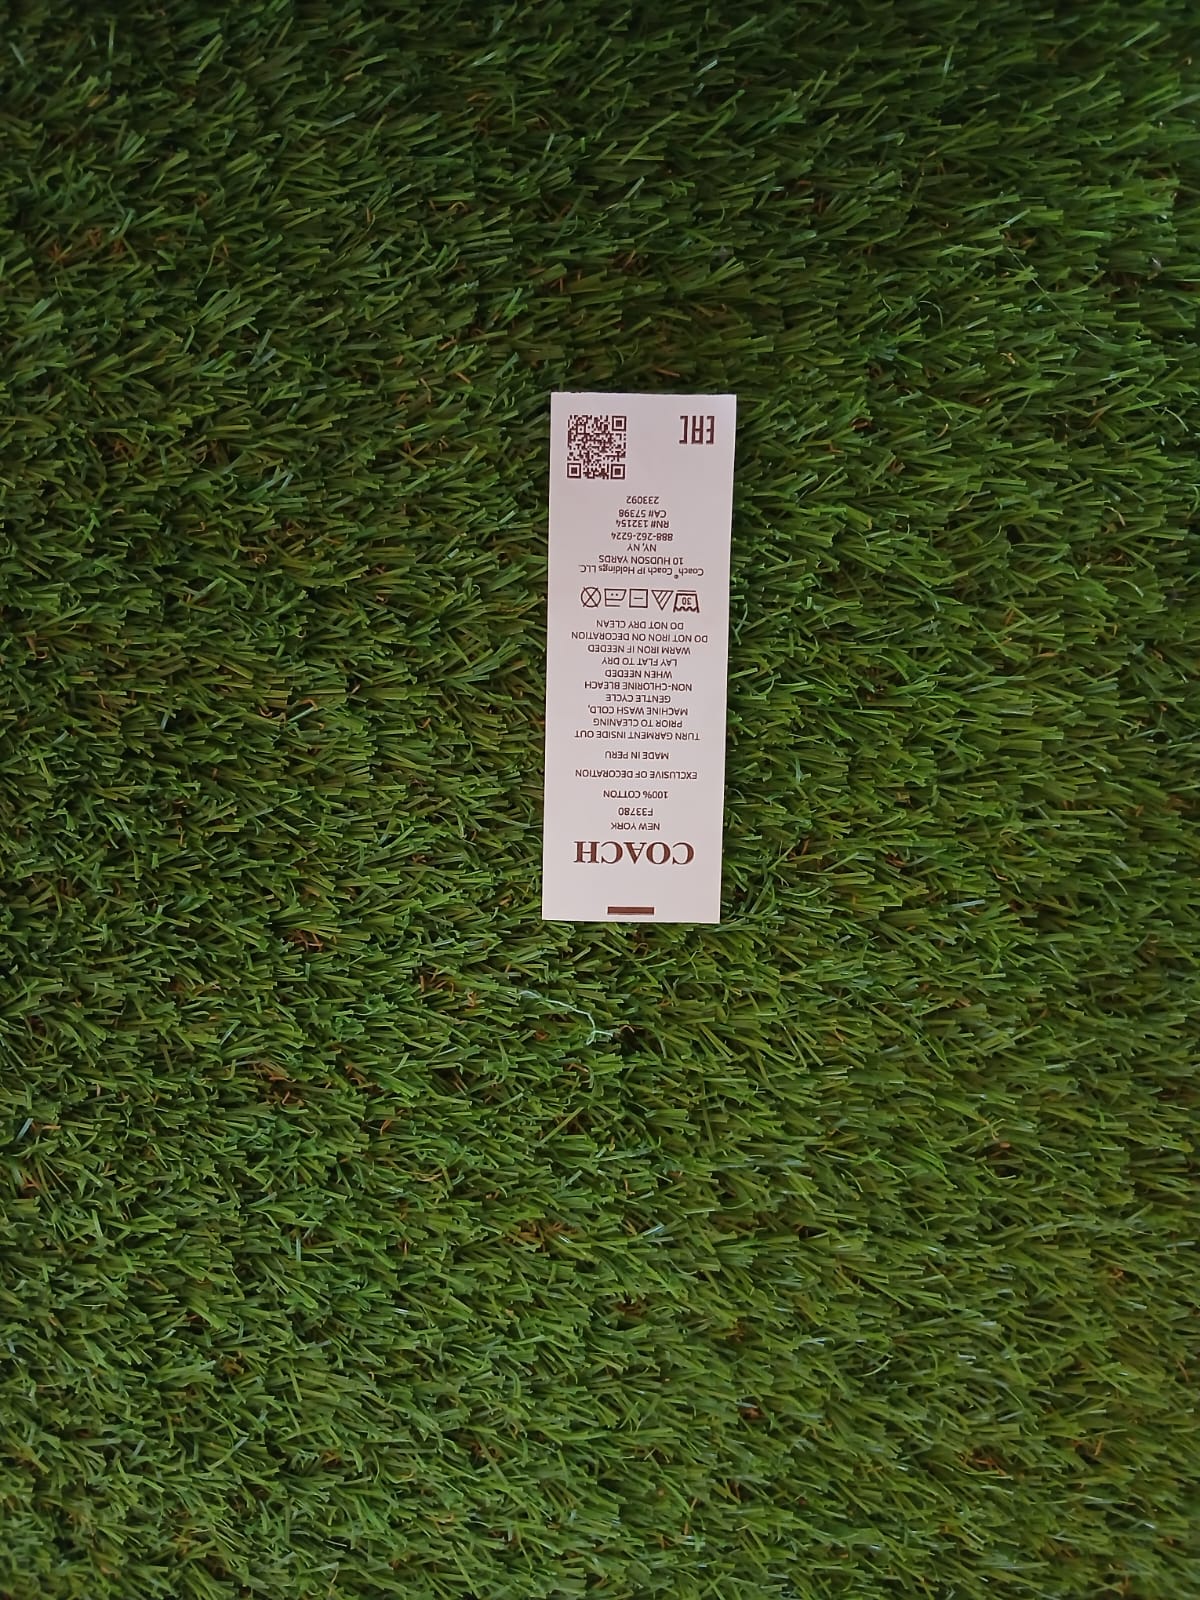 COACH
NEW YORK
F33780
100% COTTON
EXCLUSIVE OF DECORATION
MADE IN PERU
TURN GARMENT INSIDE OUT
PRIOR TO CLEANING
MACHINE WASH COLD,
GENTLE CYCLE
NON-CHLORINE BLEACH
WHEN NEEDED
LAY FLAT TO DRY
WARM IRON IF NEEDED
DO NOT IRON ON DECORATION
DO NOT DRY CLEAN
30
Coach® Coach IP Holdings LLC.
10 HUDSON YARDS
NY, NY
888-262-6224
RN# 132154
CA# 57398
233092
EAC